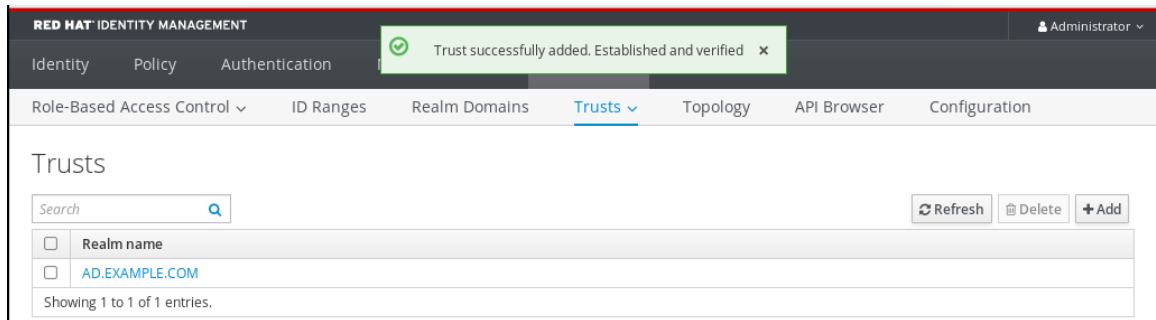 RED HAT® IDENTITY MANAGEMENT
Administrator
Trust successfully added. Established and verified ×
Identity Policy Authentication
Role-Based Access Control ID Ranges Realm Domains Trusts Topology API Browser Configuration
Trusts
Search Refresh Delete + Add
Realm name
AD.EXAMPLE.COM
Showing 1 to 1 of 1 entries.